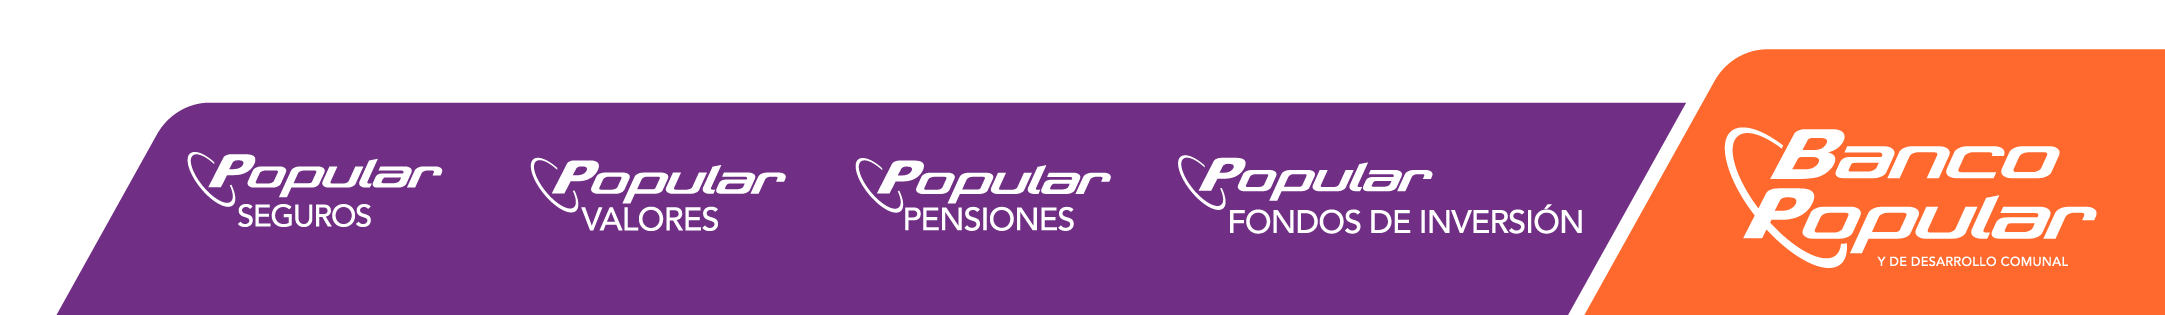 Popular
SEGUROS
Popular
VALORES
Popular
PENSIONES
Popular
FONDOS DE INVERSIÓN
Banco
Popular
Y DE DESARROLLO COMUNAL